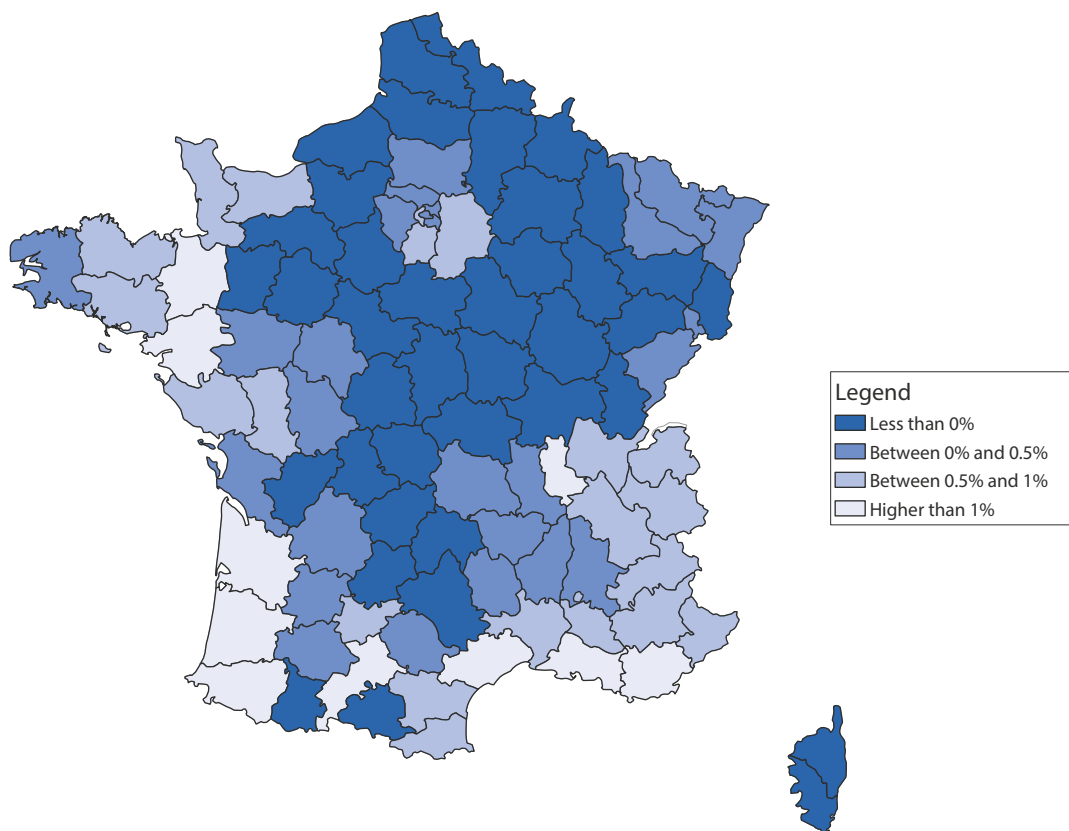 Legend
Less than 0%
Between 0% and 0.5%
Between 0.5% and 1%
Higher than 1%